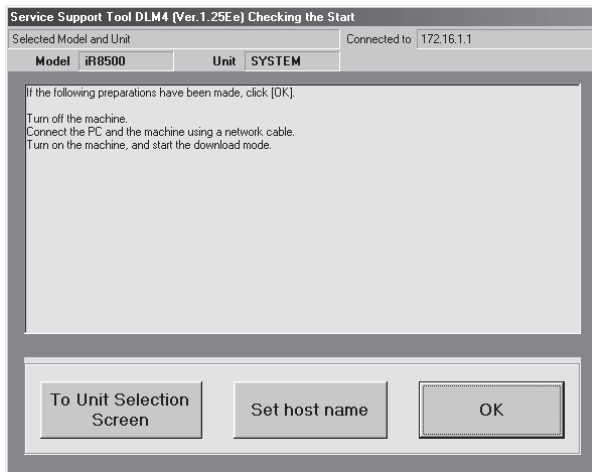 Service Support Tool DLM4 (Ver.1.25Ee) Checking the Start
Selected Model and Unit
Connected to 172.16.1.1
Model iR8500 Unit SYSTEM
If the following preparations have been made, click [OK].
Turn off the machine.
Connect the PC and the machine using a network cable.
Turn on the machine, and start the download mode.
To Unit Selection
Screen
Set host name
OK